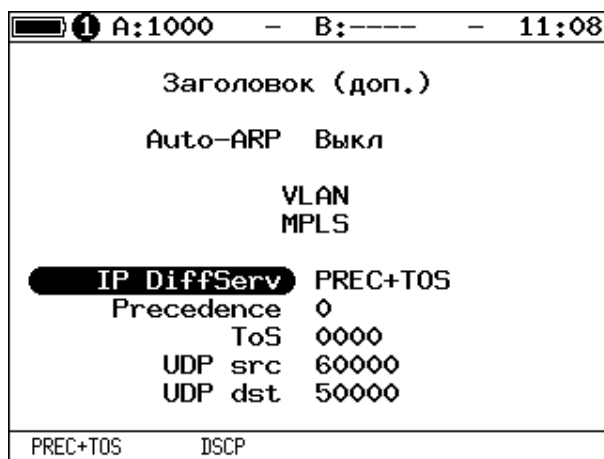 1 A:1000 – B:---- – 11:08
Заголовок (доп.)
Auto-ARP Выкл
VLAN
MPLS
IP DiffServ PREC+TOS
Precedence 0
ToS 0000
UDP src 60000
UDP dst 50000
PREC+TOS DSCP